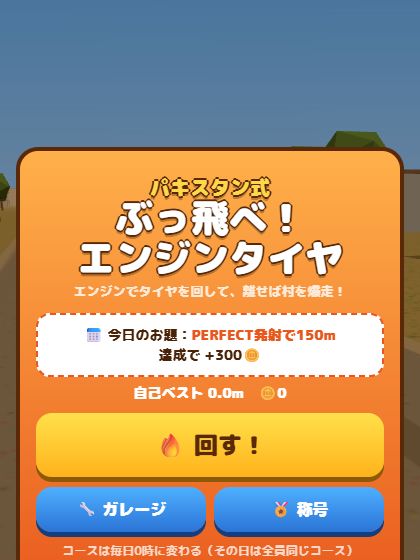 パキスタン式
ぶっ飛べ！
エンジンタイヤ
エンジンでタイヤを回して、離せば村を爆走！
今日のお題：PERFECT発射で150m
達成で +300
自己ベスト 0.0m 0
回す！
ガレージ 称号
コースは毎日0時に変わる（その日は全員同じコース）